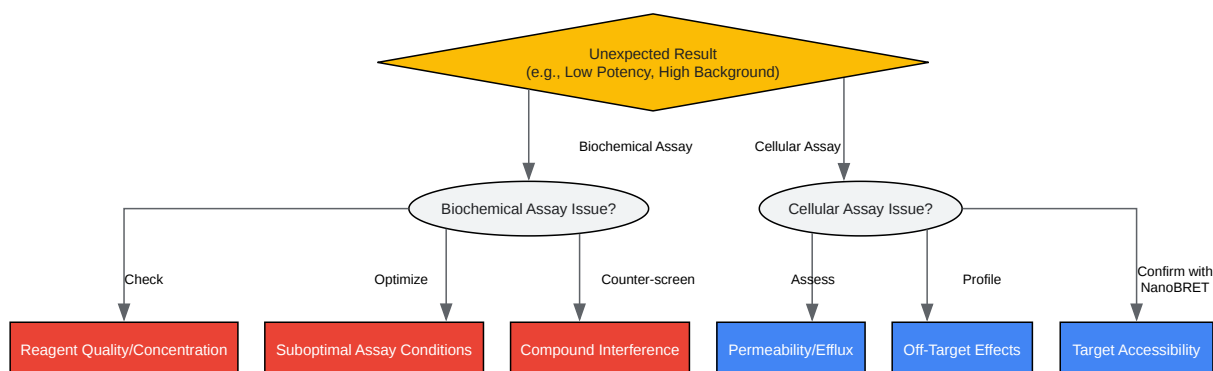 Unexpected Result
(e.g., Low Potency, High Background)
Biochemical Assay
Cellular Assay
Biochemical Assay Issue?
Cellular Assay Issue?
Check
Optimize
Counter-screen
Assess
Profile
Confirm with
NanoBRET
Reagent Quality/Concentration
Suboptimal Assay Conditions
Compound Interference
Permeability/Efflux
Off-Target Effects
Target Accessibility